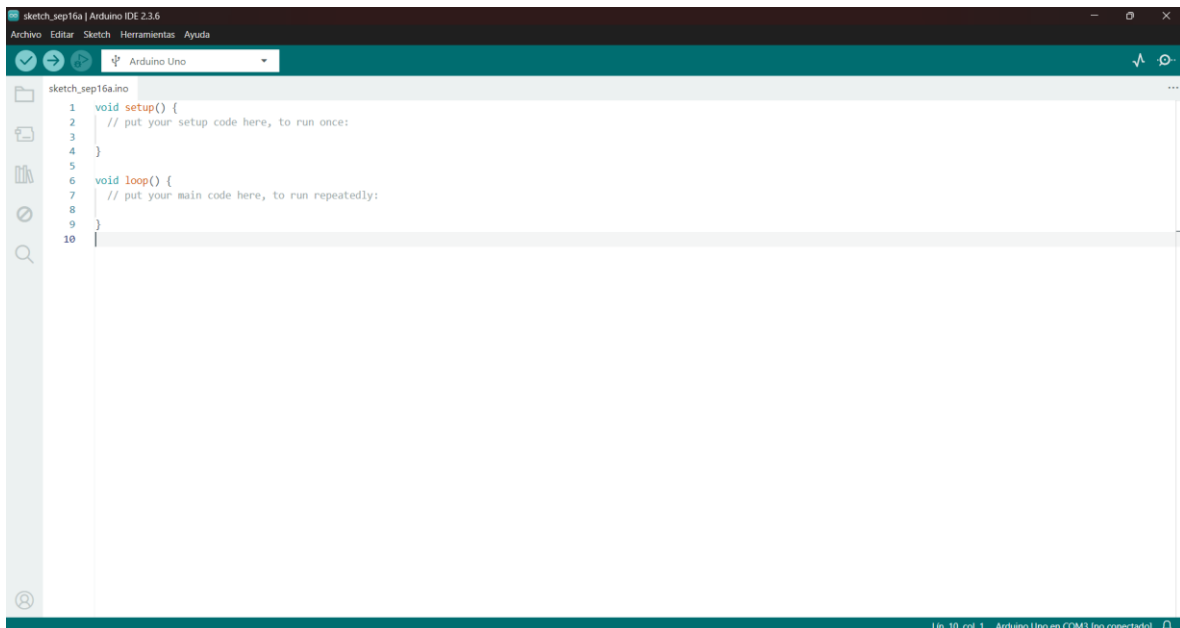 sketch_sep16a | Arduino IDE 2.3.6
Archivo Editar Sketch Herramientas Ayuda
Arduino Uno
sketch_sep16a.ino
1 void setup() {
2 // put your setup code here, to run once:
3
4 }
5
6 void loop() {
7 // put your main code here, to run repeatedly:
8
9 }
10
Lín. 10, col. 1 Arduino Uno en COM3 [no conectado]